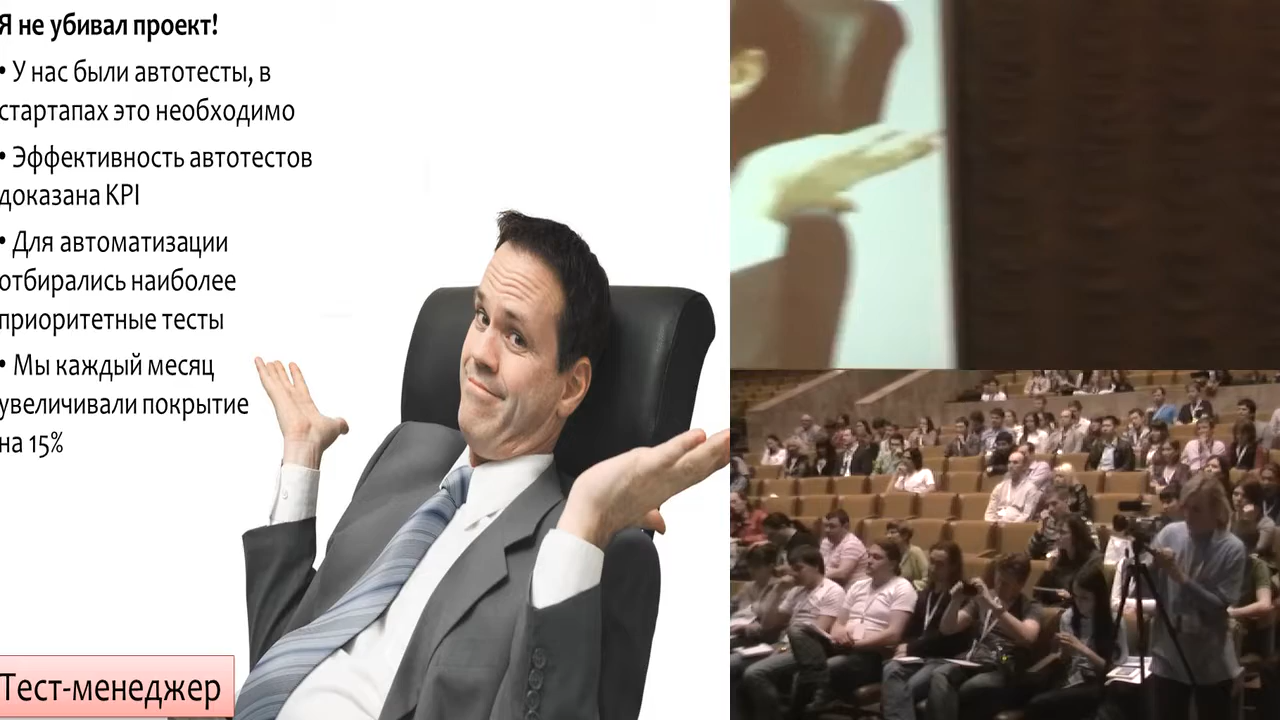 Я не убивал проект!
• У нас были автотесты, в
стартапах это необходимо
• Эффективность автотестов
доказана KPI
• Для автоматизации
отбирались наиболее
приоритетные тесты
• Мы каждый месяц
увеличивали покрытие
на 15%
Тест-менеджер